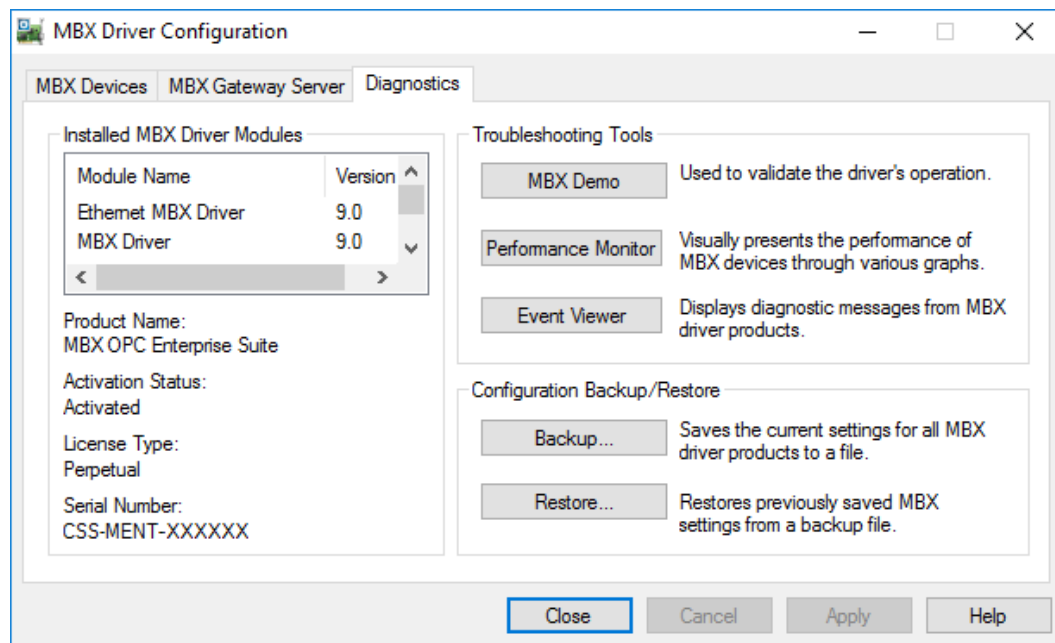 MBX Driver Configuration
MBX Devices
MBX Gateway Server
Diagnostics
Installed MBX Driver Modules
Module Name Version
Ethernet MBX Driver 9.0
MBX Driver 9.0
Product Name:
MBX OPC Enterprise Suite
Activation Status:
Activated
License Type:
Perpetual
Serial Number:
CSS-MENT-XXXXXX
Troubleshooting Tools
MBX Demo
Used to validate the driver's operation.
Performance Monitor
Visually presents the performance of
MBX devices through various graphs.
Event Viewer
Displays diagnostic messages from MBX
driver products.
Configuration Backup/Restore
Backup...
Saves the current settings for all MBX
driver products to a file.
Restore...
Restores previously saved MBX
settings from a backup file.
Close
Cancel
Apply
Help